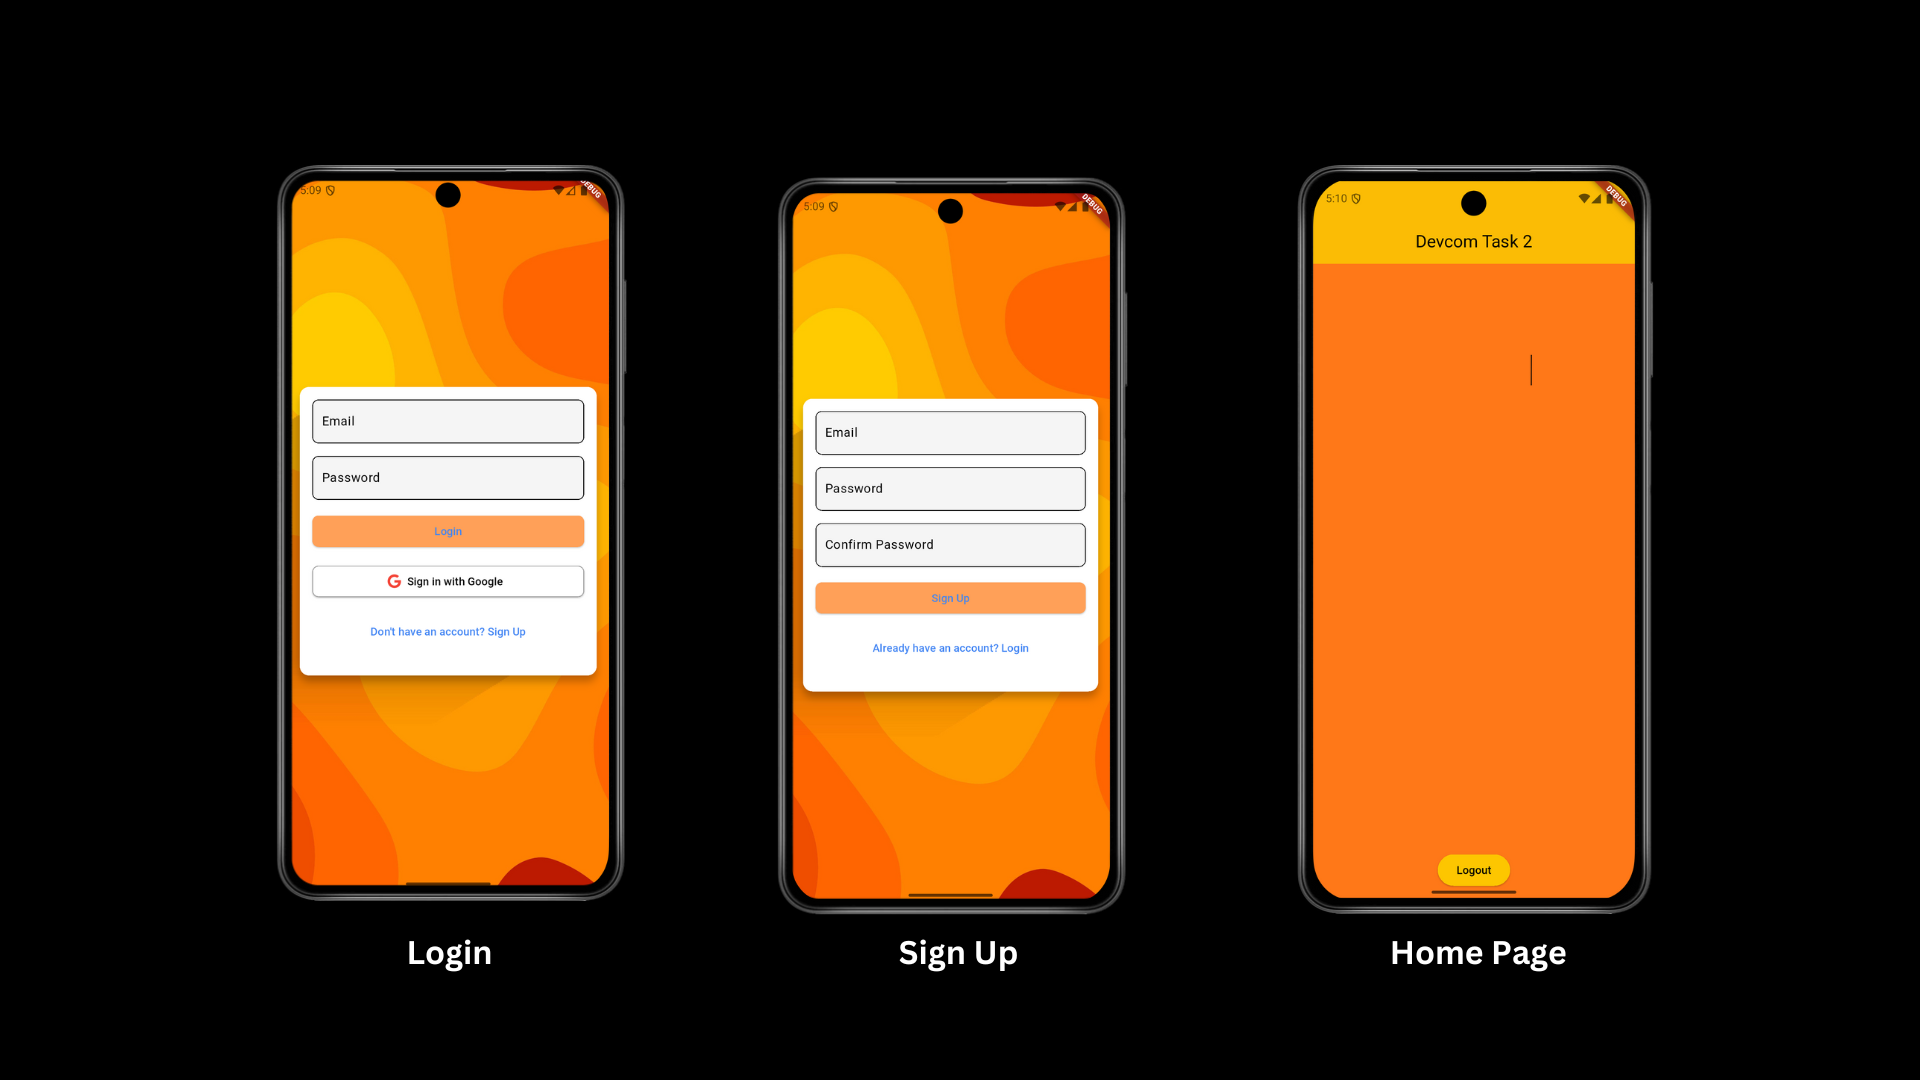 5:09
DEBUG
Email
Password
Login
Sign in with Google
Don't have an account? Sign Up
Login
5:09
DEBUG
Email
Password
Confirm Password
Sign Up
Already have an account? Login
Sign Up
5:10
DEBUG
Devcom Task 2
Logout
Home Page